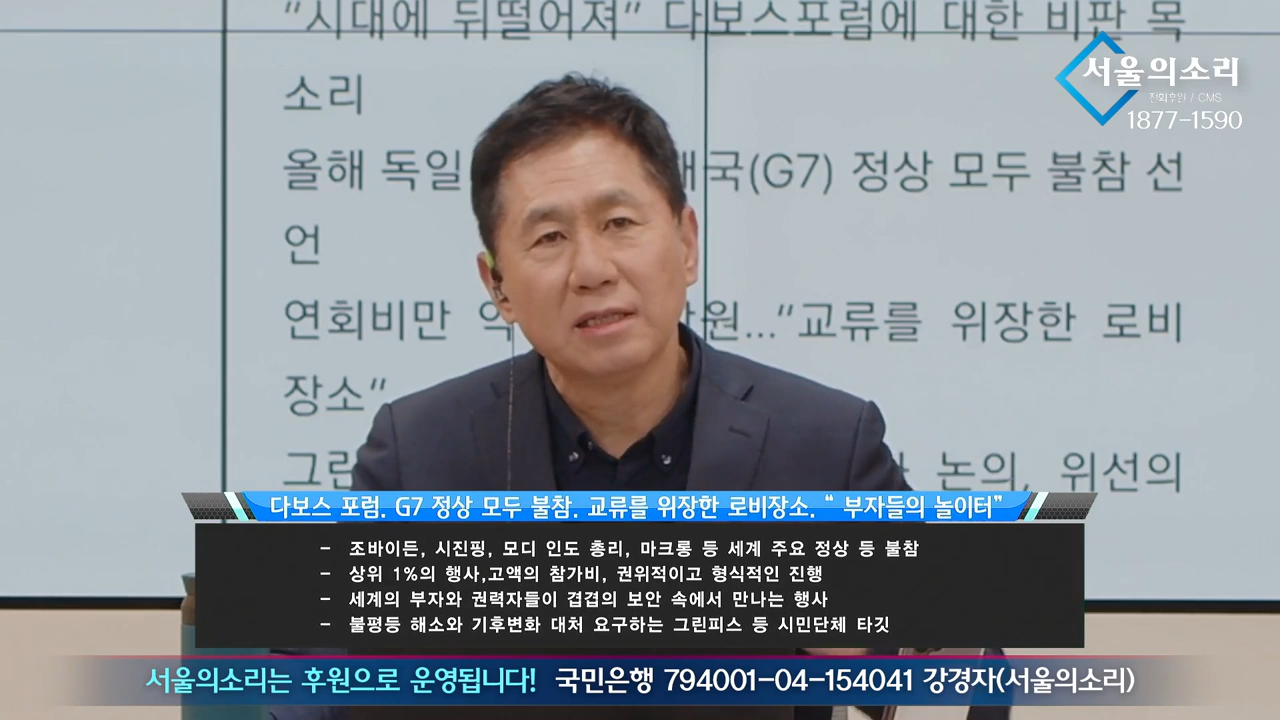 "시대에 뒤떨어져" 다보스포럼에 대한 비판 목
소리
올해 독일 국(G7) 정상 모두 불참 선
언
연회비만 "교류를 위장한 로비
장소"
논의, 위선의
서울의소리
전화후원 / CMS
1877-1590
다보스 포럼. G7 정상 모두 불참. 교류를 위장한 로비장소. " 부자들의 놀이터"
- 조바이든, 시진핑, 모디 인도 총리, 마크롱 등 세계 주요 정상 등 불참
- 상위 1%의 행사,고액의 참가비, 권위적이고 형식적인 진행
- 세계의 부자와 권력자들이 겹겹의 보안 속에서 만나는 행사
- 불평등 해소와 기후변화 대처 요구하는 그린피스 등 시민단체 타깃
서울의소리는 후원으로 운영됩니다! 국민은행 794001-04-154041 강경자(서울의소리)